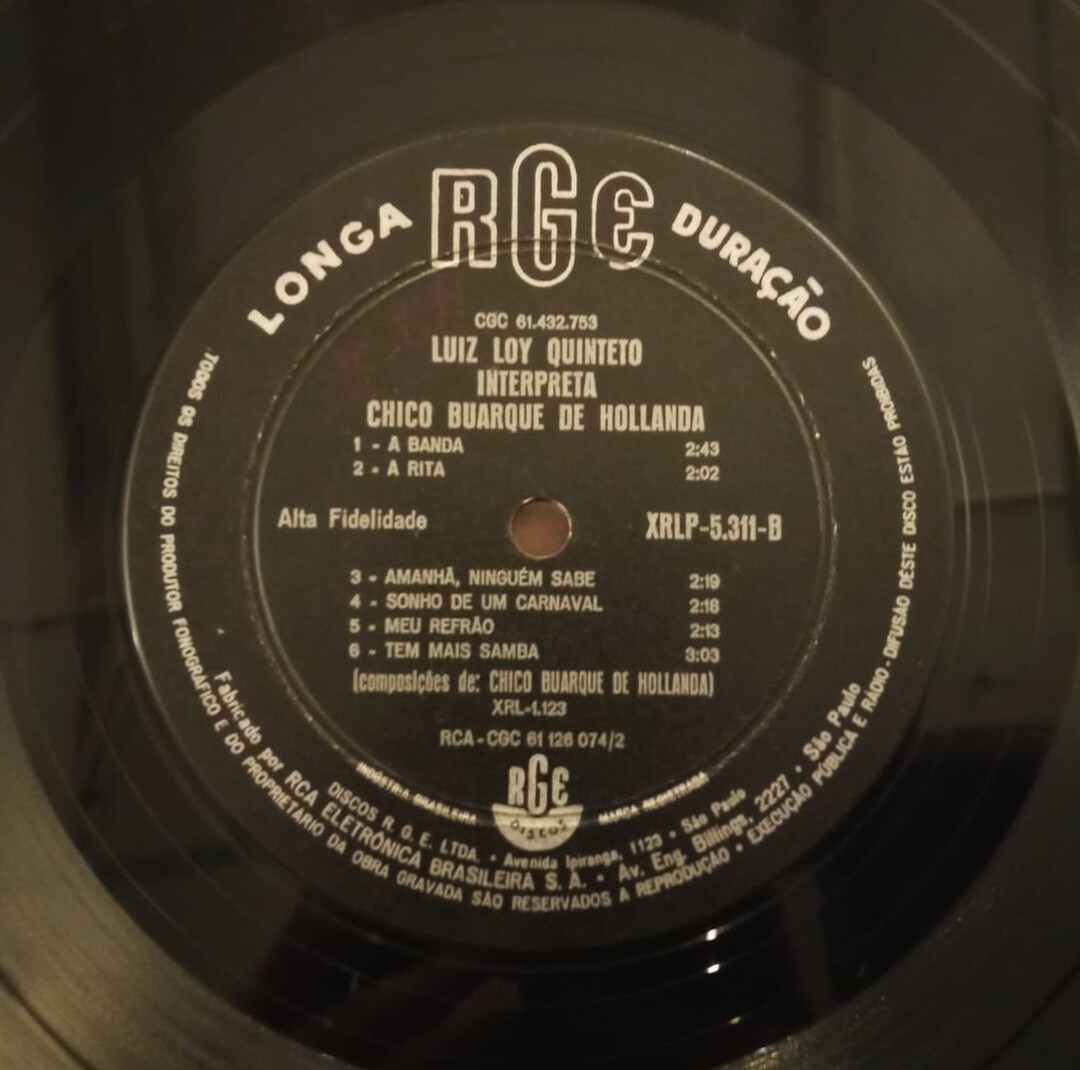 LONGA RGE DURAÇÃO
CGC 61.432.753
LUIZ LOY QUINTETO
INTERPRETA
CHICO BUARQUE DE HOLLANDA
1 - A BANDA 2:43
2 - A RITA 2:02
Alta Fidelidade XRLP-5.311-B
3 - AMANHÃ, NINGUÉM SABE 2:19
4 - SONHO DE UM CARNAVAL 2:18
5 - MEU REFRÃO 2:13
6 - TEM MAIS SAMBA 3:03
(composições de: CHICO BUARQUE DE HOLLANDA)
XRL-1.123
RCA - CGC 61 126 074/2
INDÚSTRIA BRASILEIRA RGE DISCOS MARCA REGISTRADA
DISCOS R. G. E. LTDA. • Avenida Ipiranga, 1123 • São Paulo
Fabricado por RCA ELETRÔNICA BRASILEIRA S. A. • Av. Eng. Billings, 2227 • São Paulo
TODOS OS DIREITOS DO PRODUTOR FONOGRÁFICO E DO PROPRIETÁRIO DA OBRA GRAVADA SÃO RESERVADOS A REPRODUÇÃO • EXECUÇÃO PÚBLICA E RÁDIO - DIFUSÃO DÊSTE DISCO ESTÃO PROIBIDAS